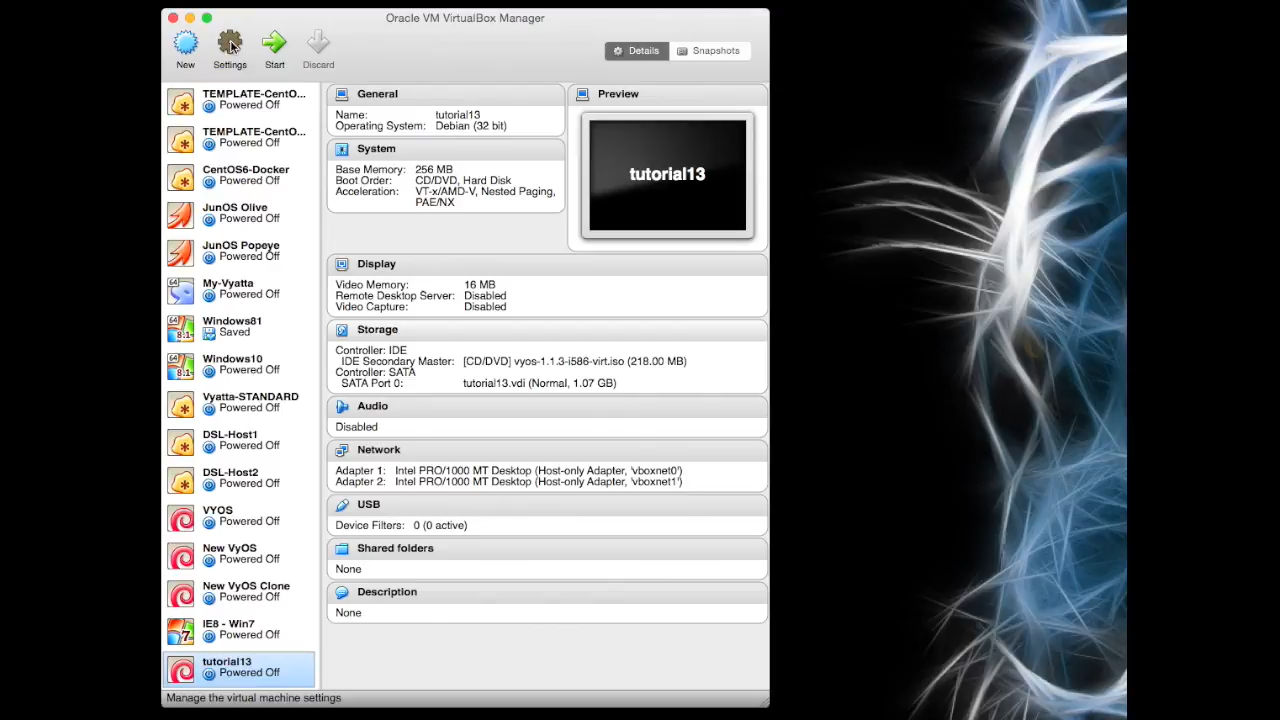 Oracle VM VirtualBox Manager
New
Settings
Start
Discard
Details
Snapshots
TEMPLATE-CentO...
Powered Off
TEMPLATE-CentO...
Powered Off
CentOS6-Docker
Powered Off
JunOS Olive
Powered Off
JunOS Popeye
Powered Off
64
My-Vyatta
Powered Off
64
8.1
Windows81
Saved
64
8.1
Windows10
Powered Off
Vyatta-STANDARD
Powered Off
DSL-Host1
Powered Off
DSL-Host2
Powered Off
VYOS
Powered Off
New VyOS
Powered Off
New VyOS Clone
Powered Off
7
IE8 - Win7
Powered Off
tutorial13
Powered Off
General
Name: tutorial13
Operating System: Debian (32 bit)
System
Base Memory: 256 MB
Boot Order: CD/DVD, Hard Disk
Acceleration: VT-x/AMD-V, Nested Paging,
PAE/NX
Preview
tutorial13
Display
Video Memory: 16 MB
Remote Desktop Server: Disabled
Video Capture: Disabled
Storage
Controller: IDE
IDE Secondary Master: [CD/DVD] vyos-1.1.3-i586-virt.iso (218.00 MB)
Controller: SATA
SATA Port 0: tutorial13.vdi (Normal, 1.07 GB)
Audio
Disabled
Network
Adapter 1: Intel PRO/1000 MT Desktop (Host-only Adapter, 'vboxnet0')
Adapter 2: Intel PRO/1000 MT Desktop (Host-only Adapter, 'vboxnet1')
USB
Device Filters: 0 (0 active)
Shared folders
None
Description
None
Manage the virtual machine settings